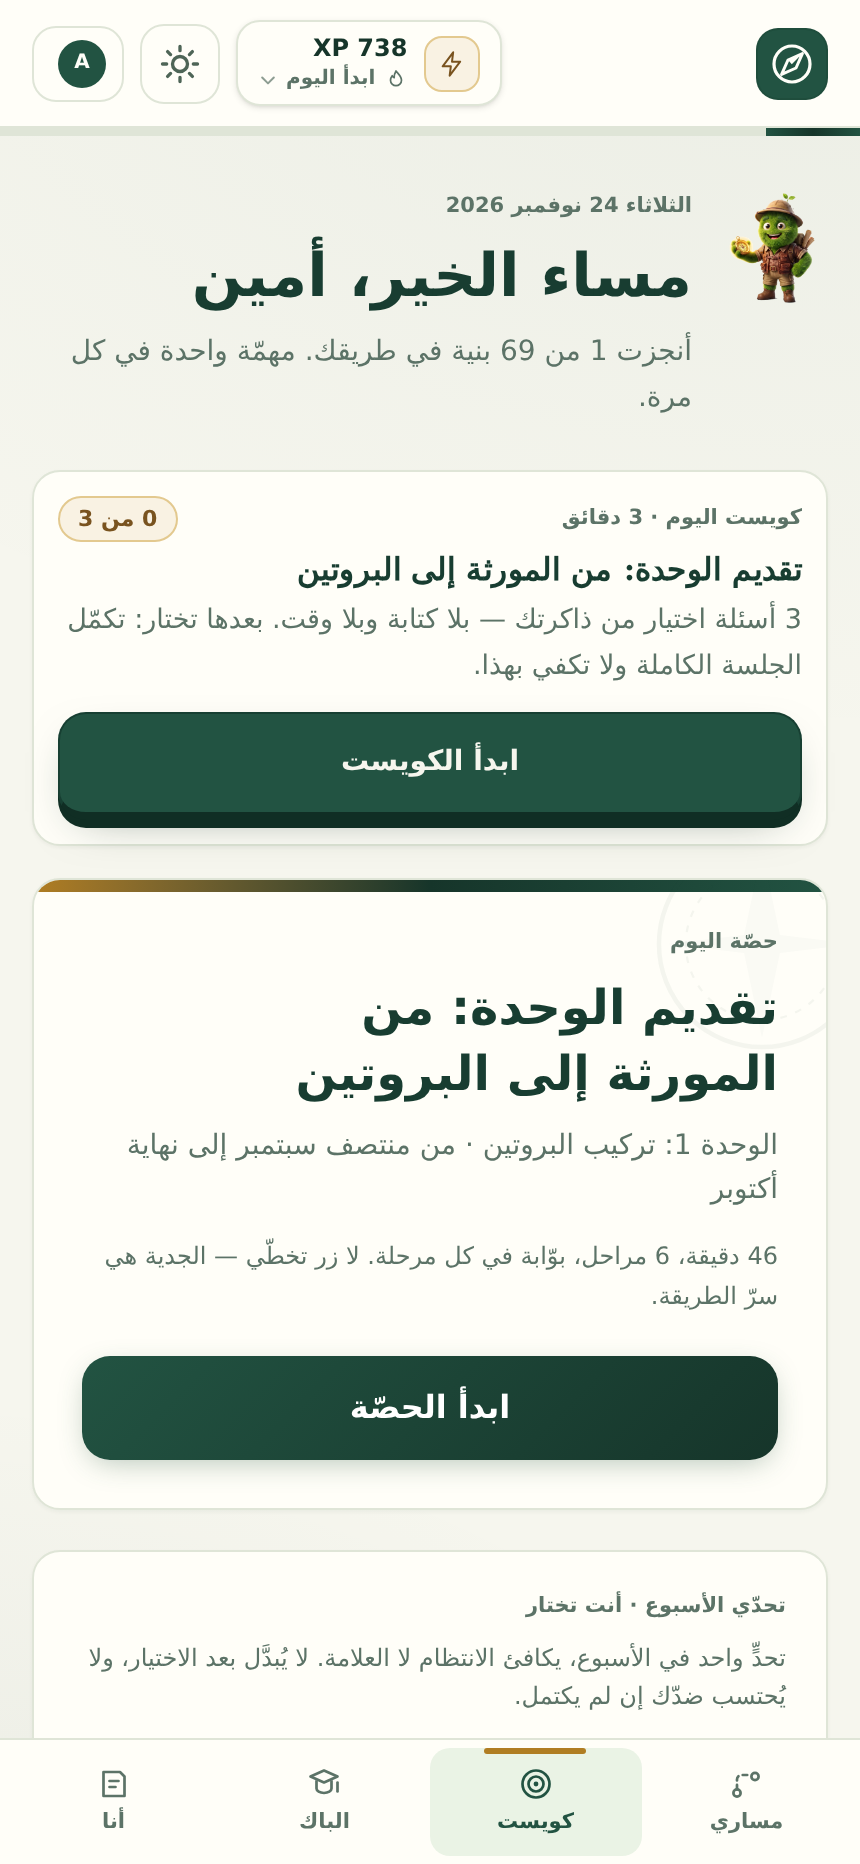 XP 738
ابدأ اليوم
A
الثلاثاء 24 نوفمبر 2026
مساء الخير، أمين
أنجزت 1 من 69 بنية في طريقك. مهمّة واحدة في كل
مرة.
كويست اليوم · 3 دقائق
0 من 3
تقديم الوحدة: من المورثة إلى البروتين
3 أسئلة اختيار من ذاكرتك — بلا كتابة وبلا وقت. بعدها تختار: تكمّل
الجلسة الكاملة ولا تكفي بهذا.
ابدأ الكويست
حصّة اليوم
تقديم الوحدة: من
المورثة إلى البروتين
الوحدة 1: تركيب البروتين · من منتصف سبتمبر إلى نهاية
أكتوبر
46 دقيقة، 6 مراحل، بوّابة في كل مرحلة. لا زر تخطّي — الجدية هي
سرّ الطريقة.
ابدأ الحصّة
تحدّي الأسبوع · أنت تختار
تحدٍّ واحد في الأسبوع، يكافئ الانتظام لا العلامة. لا يُبدَّل بعد الاختيار، ولا
يُحتسب ضدّك إن لم يكتمل.
مساري
كويست
الباك
أنا